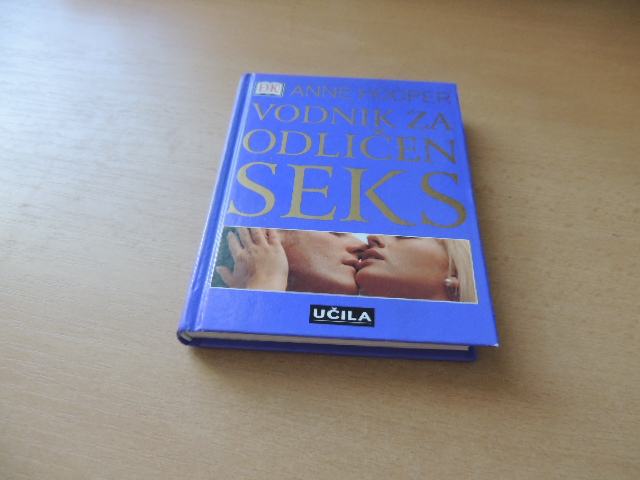 DK ANNE HOOPER
VODNIK ZA
ODLIČEN
SEKS
UČILA